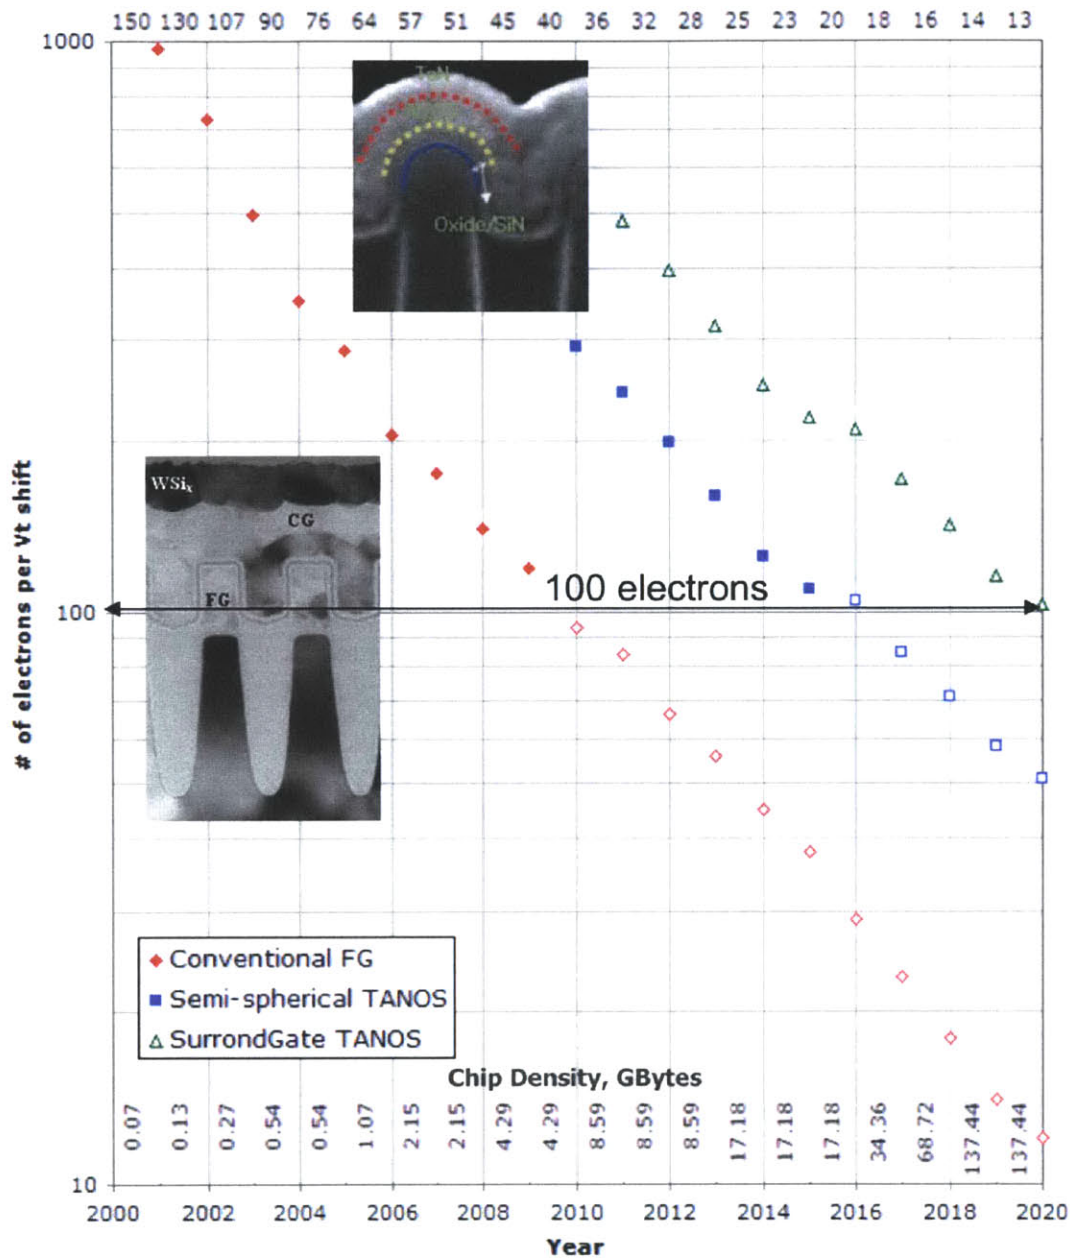 150 130 107 90 76 64 57 51 45 40 36 32 28 25 23 20 18 16 14 13
1000
TaN
Oxide/SiN
WSix
CG
FG
# of electrons per Vt shift
100 electrons
100
Conventional FG
Semi-spherical TANOS
SurrondGate TANOS
Chip Density, GBytes
0.07 0.13 0.27 0.54 0.54 1.07 2.15 2.15 4.29 4.29 8.59 8.59 8.59 17.18 17.18 17.18 34.36 68.72 137.44 137.44
10
2000 2002 2004 2006 2008 2010 2012 2014 2016 2018 2020
Year